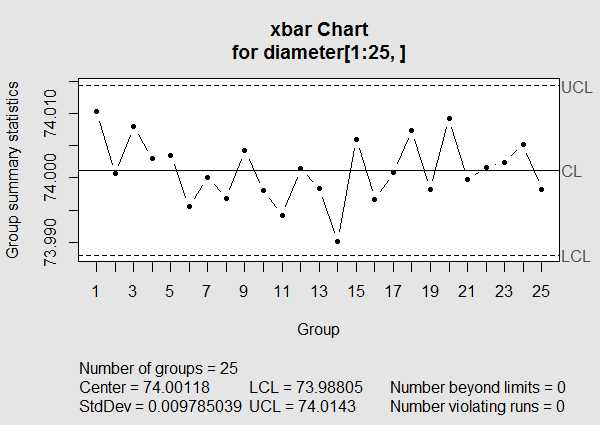 xbar Chart
for diameter[1:25, ]
Group summary statistics
74.010
74.000
73.990
UCL
CL
LCL
1 3 5 7 9 11 13 15 17 19 21 23 25
Group
Number of groups = 25
Center = 74.00118 LCL = 73.98805 Number beyond limits = 0
StdDev = 0.009785039 UCL = 74.0143 Number violating runs = 0